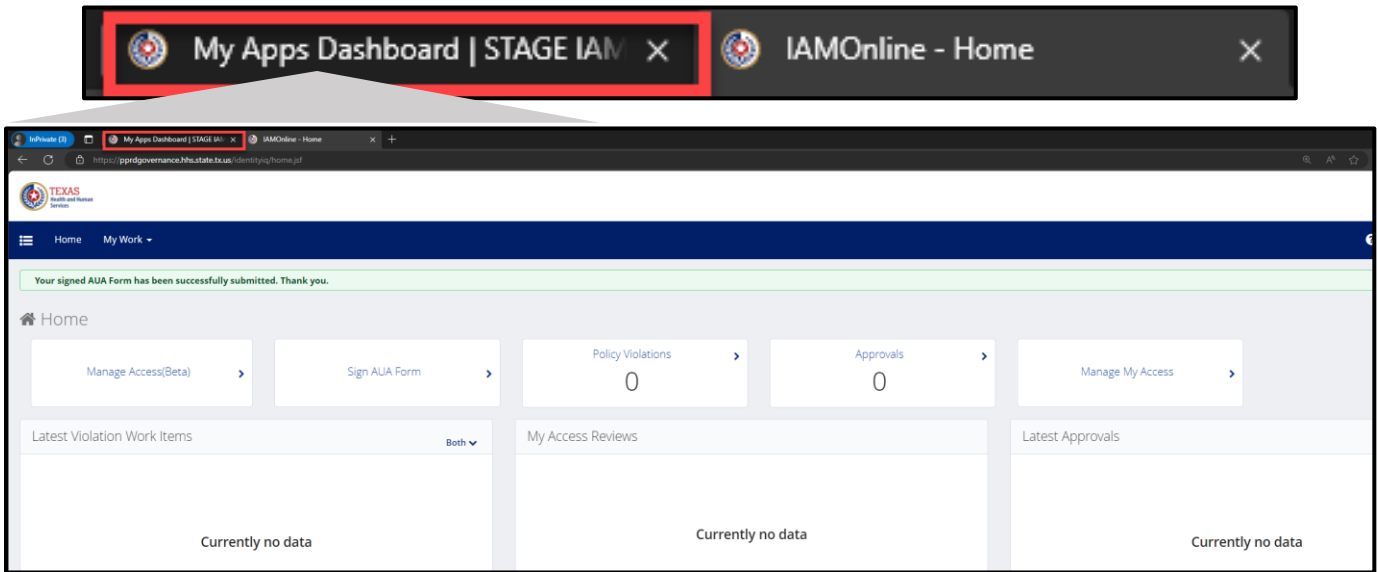 My Apps Dashboard | STAGE IAM
IAMOnline - Home
InPrivate (3)
My Apps Dashboard | STAGE IAM
IAMOnline - Home
https://pprdgovernance.hhs.state.tx.us/identityiq/home.jsf
TEXAS
Health and Human
Services
Home My Work
Your signed AUA Form has been successfully submitted. Thank you.
Home
Manage Access(Beta)
Sign AUA Form
Policy Violations
0
Approvals
0
Manage My Access
Latest Violation Work Items
Both
My Access Reviews
Latest Approvals
Currently no data
Currently no data
Currently no data